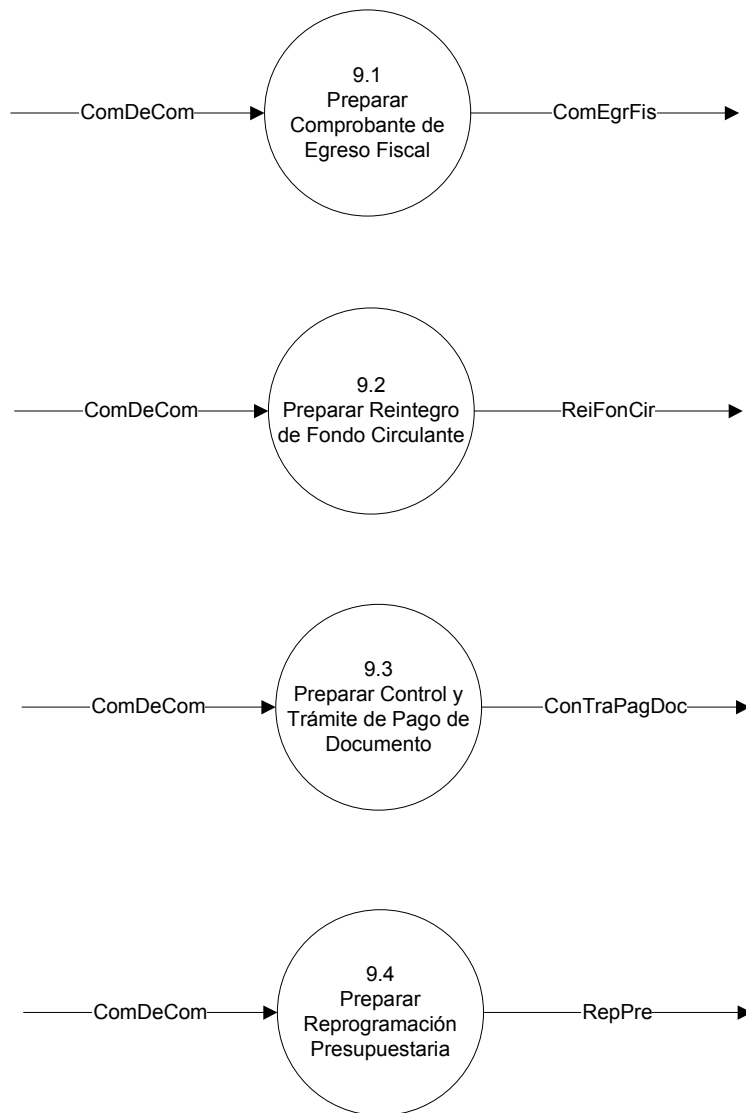 9.1
Preparar
Comprobante de
Egreso Fiscal
ComDeCom
ComEgrFis
9.2
Preparar Reintegro
de Fondo Circulante
ComDeCom
ReiFonCir
9.3
Preparar Control y
Trámite de Pago de
Documento
ComDeCom
ConTraPagDoc
9.4
Preparar
Reprogramación
Presupuestaria
ComDeCom
RepPre